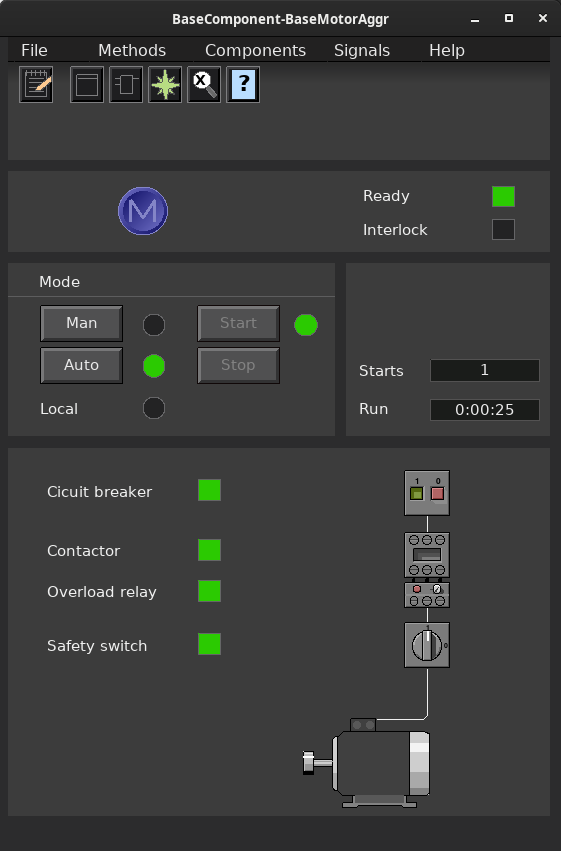 BaseComponent-BaseMotorAggr
File Methods Components Signals Help
X ?
M
Ready
Interlock
Mode
Man Start
Auto Stop
Local
Starts 1
Run 0:00:25
Cicuit breaker
1 0
Contactor
Overload relay
Safety switch